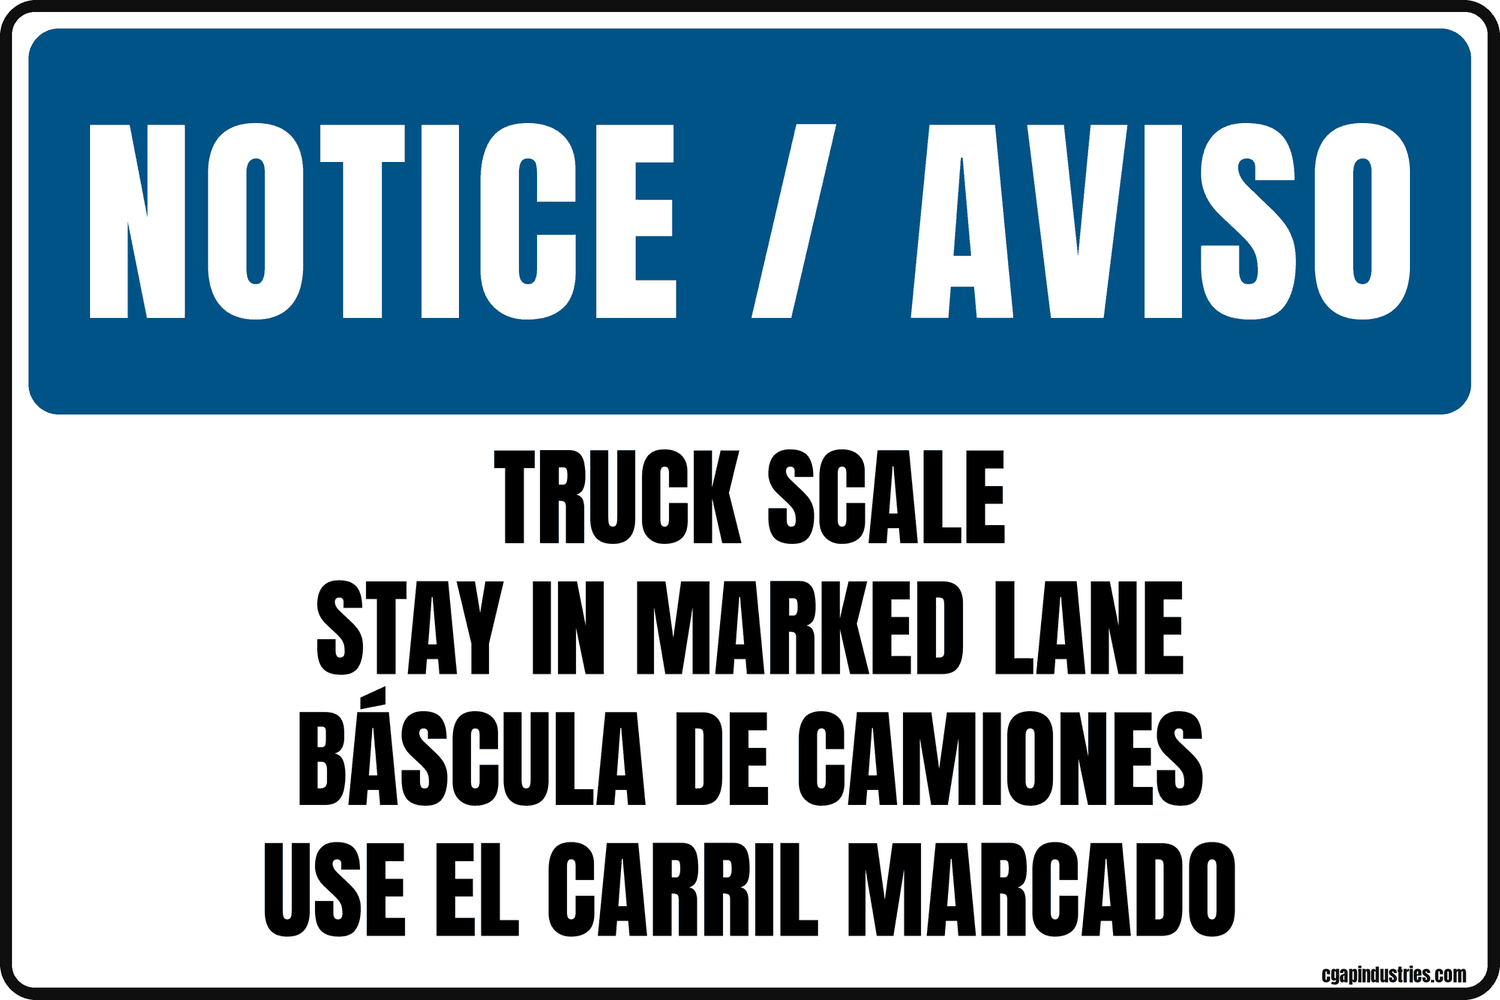 NOTICE / AVISO
TRUCK SCALE
STAY IN MARKED LANE
BÁSCULA DE CAMIONES
USE EL CARRIL MARCADO
cgapindustries.com